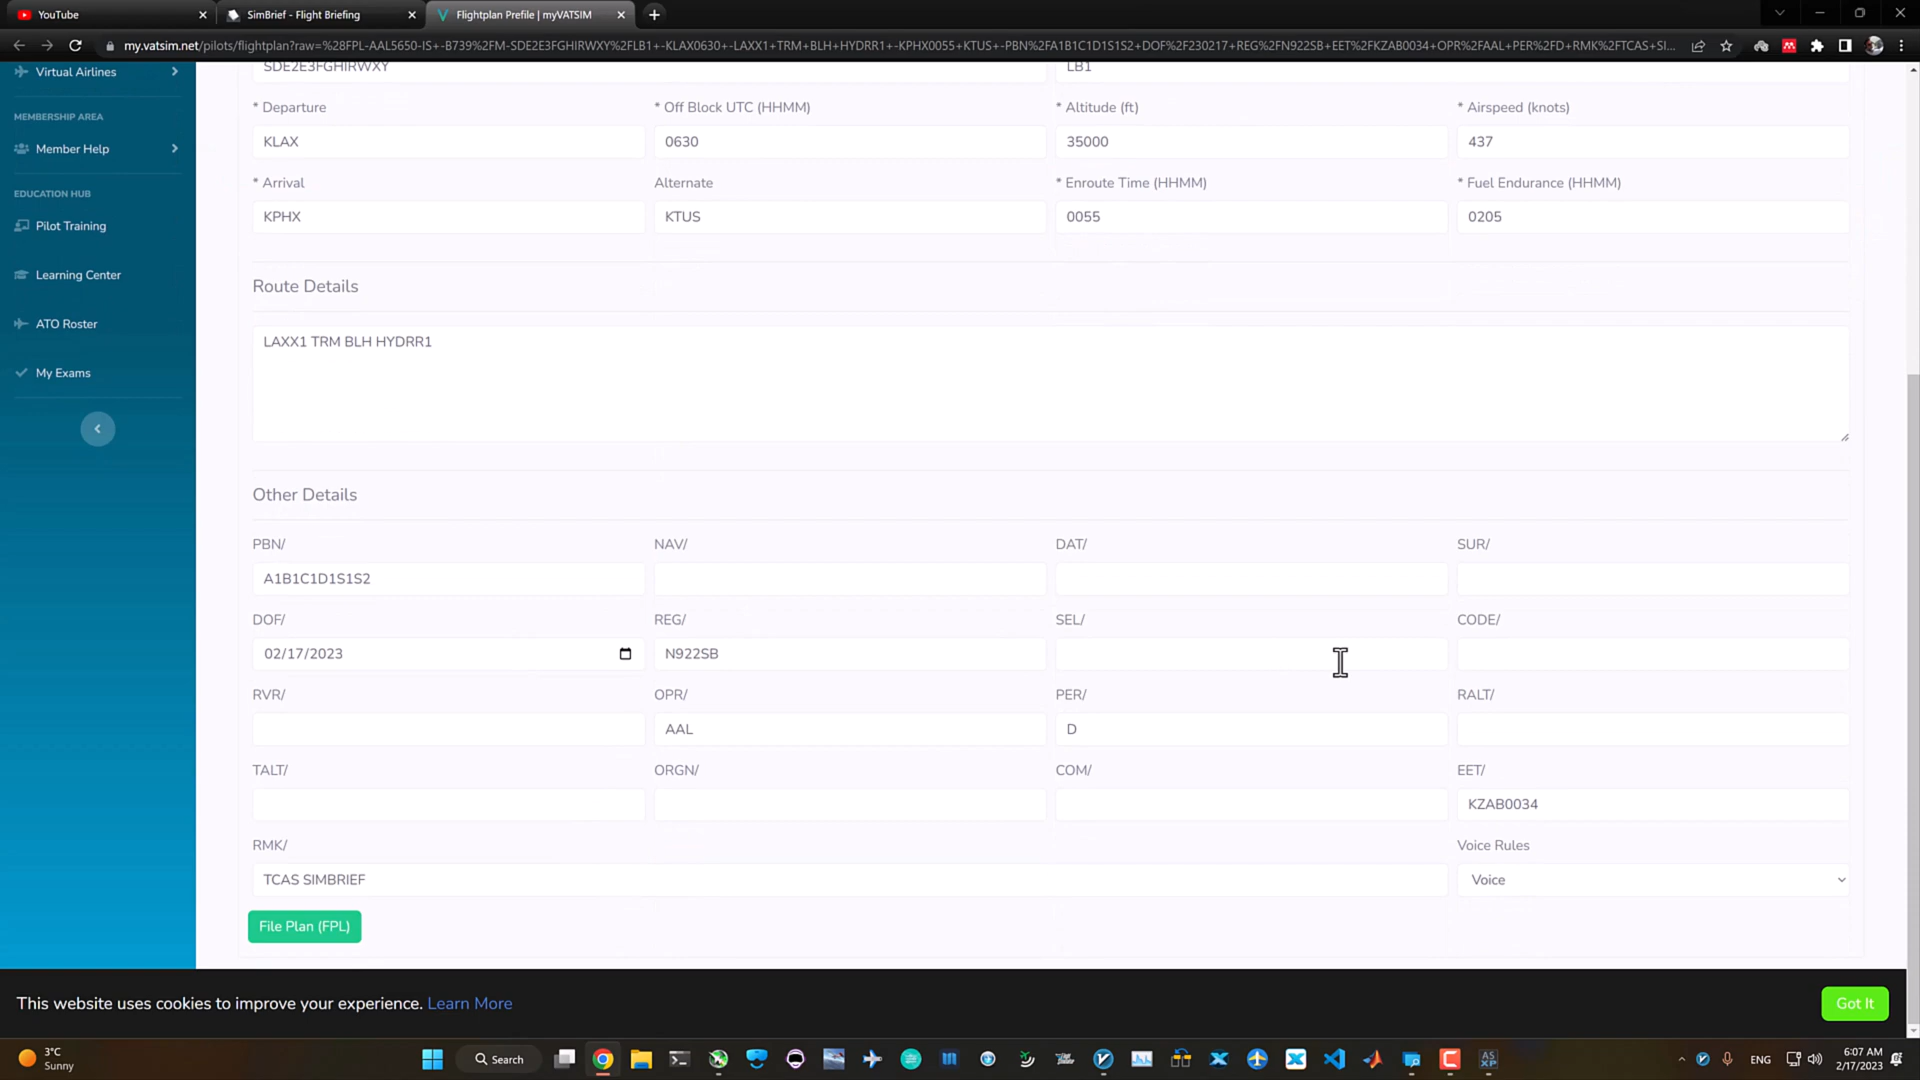 YouTube
SimBrief - Flight Briefing
Flightplan Prefile | myVATSIM
my.vatsim.net/pilots/flightplan?raw=%28FPL-AAL5650-IS+-B739%2FM-SDE2E3FGHIRWXY%2FLB1+-KLAX0630+-LAXX1+TRM+BLH+HYDRR1+-KPHX0055+KTUS+-PBN%2FA1B1C1D1S1S2+DOF%2F230217+REG%2FN922SB+EET%2FKZAB0034+OPR%2FAAL+PER%2FD+RMK%2FTCAS+SI...
Virtual Airlines
MEMBERSHIP AREA
Member Help
EDUCATION HUB
Pilot Training
Learning Center
ATO Roster
My Exams
SDE2E3FGHIRWXY
LB1
* Departure
* Off Block UTC (HHMM)
* Altitude (ft)
* Airspeed (knots)
KLAX
0630
35000
437
* Arrival
Alternate
* Enroute Time (HHMM)
* Fuel Endurance (HHMM)
KPHX
KTUS
0055
0205
Route Details
LAXX1 TRM BLH HYDRR1
Other Details
PBN/
NAV/
DAT/
SUR/
A1B1C1D1S1S2
DOF/
REG/
SEL/
CODE/
02/17/2023
N922SB
RVR/
OPR/
PER/
RALT/
AAL
D
TALT/
ORGN/
COM/
EET/
KZAB0034
RMK/
Voice Rules
TCAS SIMBRIEF
Voice
File Plan (FPL)
This website uses cookies to improve your experience. Learn More
Got It
3°C
Sunny
Search
ENG
6:07 AM
2/17/2023